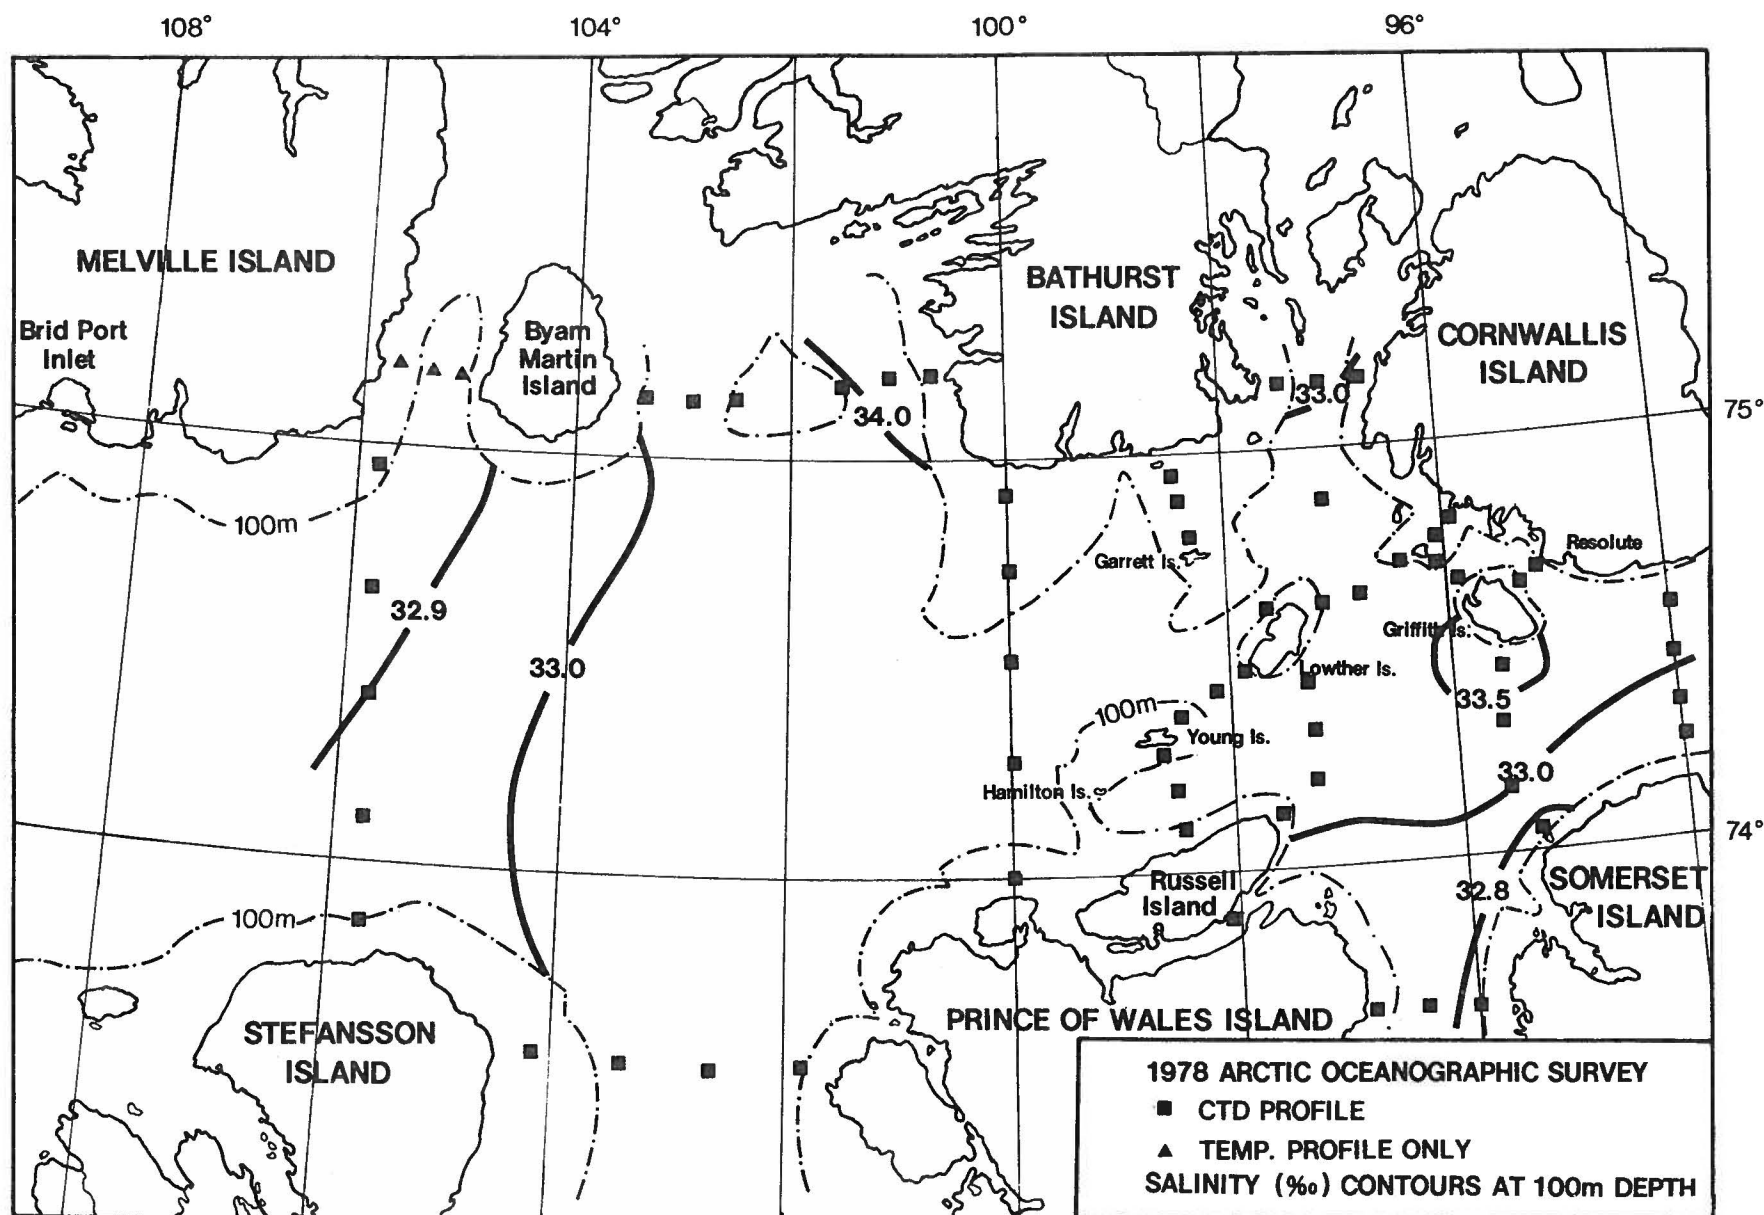 108° 104° 100° 96°
MELVILLE ISLAND
BATHURST
ISLAND
Brid Port
Inlet
Byam
Martin
Island
CORNWALLIS
ISLAND
33.0
34.0
75°
100m
Resolute
Garrett Is.
32.9
Griffith Is.
33.0
Lowther Is.
33.5
100m
Young Is.
33.0
Hamilton Is.
74°
Russell
Island
32.8
SOMERSET
ISLAND
100m
STEFANSSON
ISLAND
PRINCE OF WALES ISLAND
1978 ARCTIC OCEANOGRAPHIC SURVEY
CTD PROFILE
TEMP. PROFILE ONLY
SALINITY (‰) CONTOURS AT 100m DEPTH